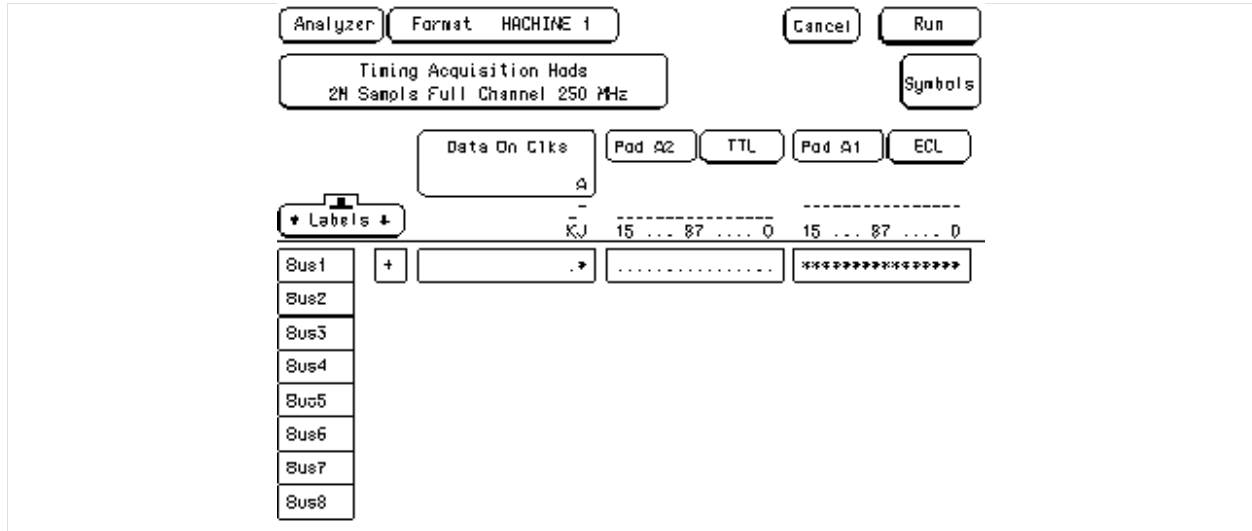 Analyzer Format MACHINE 1 Cancel Run
Timing Acquisition Mode
2M Sample Full Channel 250 MHz
Symbols
Data On Clks Pod A2 TTL Pod A1 ECL
A
Labels
KJ 15 ... 87 .... 0 15 ... 87 .... 0
Bus1 + .* ................ ****************
Bus2
Bus3
Bus4
Bus5
Bus6
Bus7
Bus8